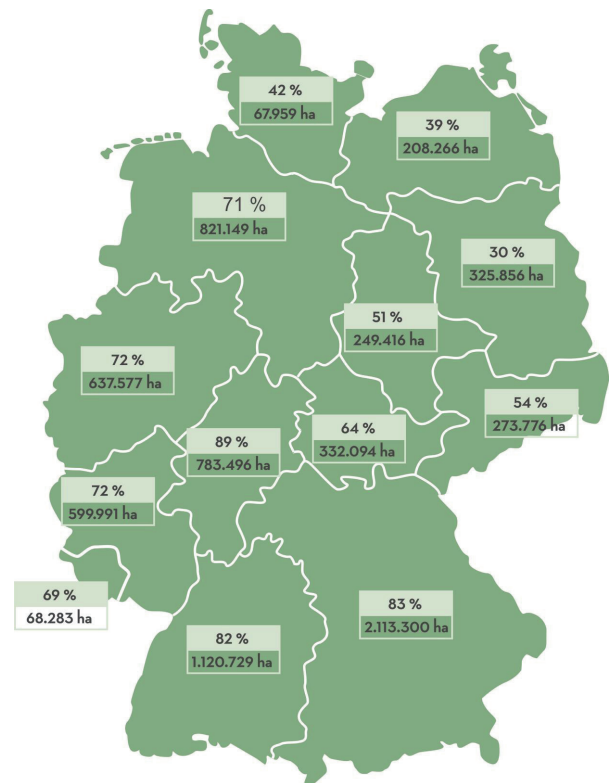 42 %
67.959 ha
39 %
208.266 ha
71 %
821.149 ha
30 %
325.856 ha
51 %
249.416 ha
72 %
637.577 ha
54 %
273.776 ha
64 %
332.094 ha
89 %
783.496 ha
72 %
599.991 ha
69 %
68.283 ha
83 %
2.113.300 ha
82 %
1.120.729 ha